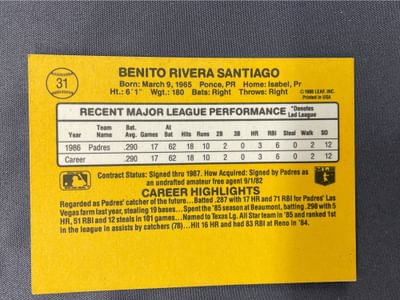 31
BENITO RIVERA SANTIAGO
Born: March 9, 1965 Ponce, PR Home: Isabel, Pr
Ht.: 6'1" Wgt.: 180 Bats: Right Throws: Right
© 1986 LEAF, INC.
Printed in USA
RECENT MAJOR LEAGUE PERFORMANCE *Denotes Led League
Year Team Name Bat. Avg. Games At Bat Hits Runs 2B 3B HR RBI Steal Walk SO
1986 Padres .290 17 62 18 10 2 0 3 6 0 2 12
Career .290 17 62 18 10 2 0 3 6 0 2 12
Contract Status: Signed thru 1987. How Acquired: Signed by Padres as
an undrafted amateur free agent 9/1/82
CAREER HIGHLIGHTS
Regarded as Padres' catcher of the future...Batted .287 with 17 HR and 71 RBI for Padres' Las
Vegas farm last year, stealing 19 bases...Spent the '85 season at Beaumont, batting .298 with 5
HR, 51 RBI and 12 steals in 101 games...Named to Texas Lg. All Star team in '85 and ranked 1st
in the league in assists by catchers (78)...Hit 16 HR and had 83 RBI at Reno in '84.